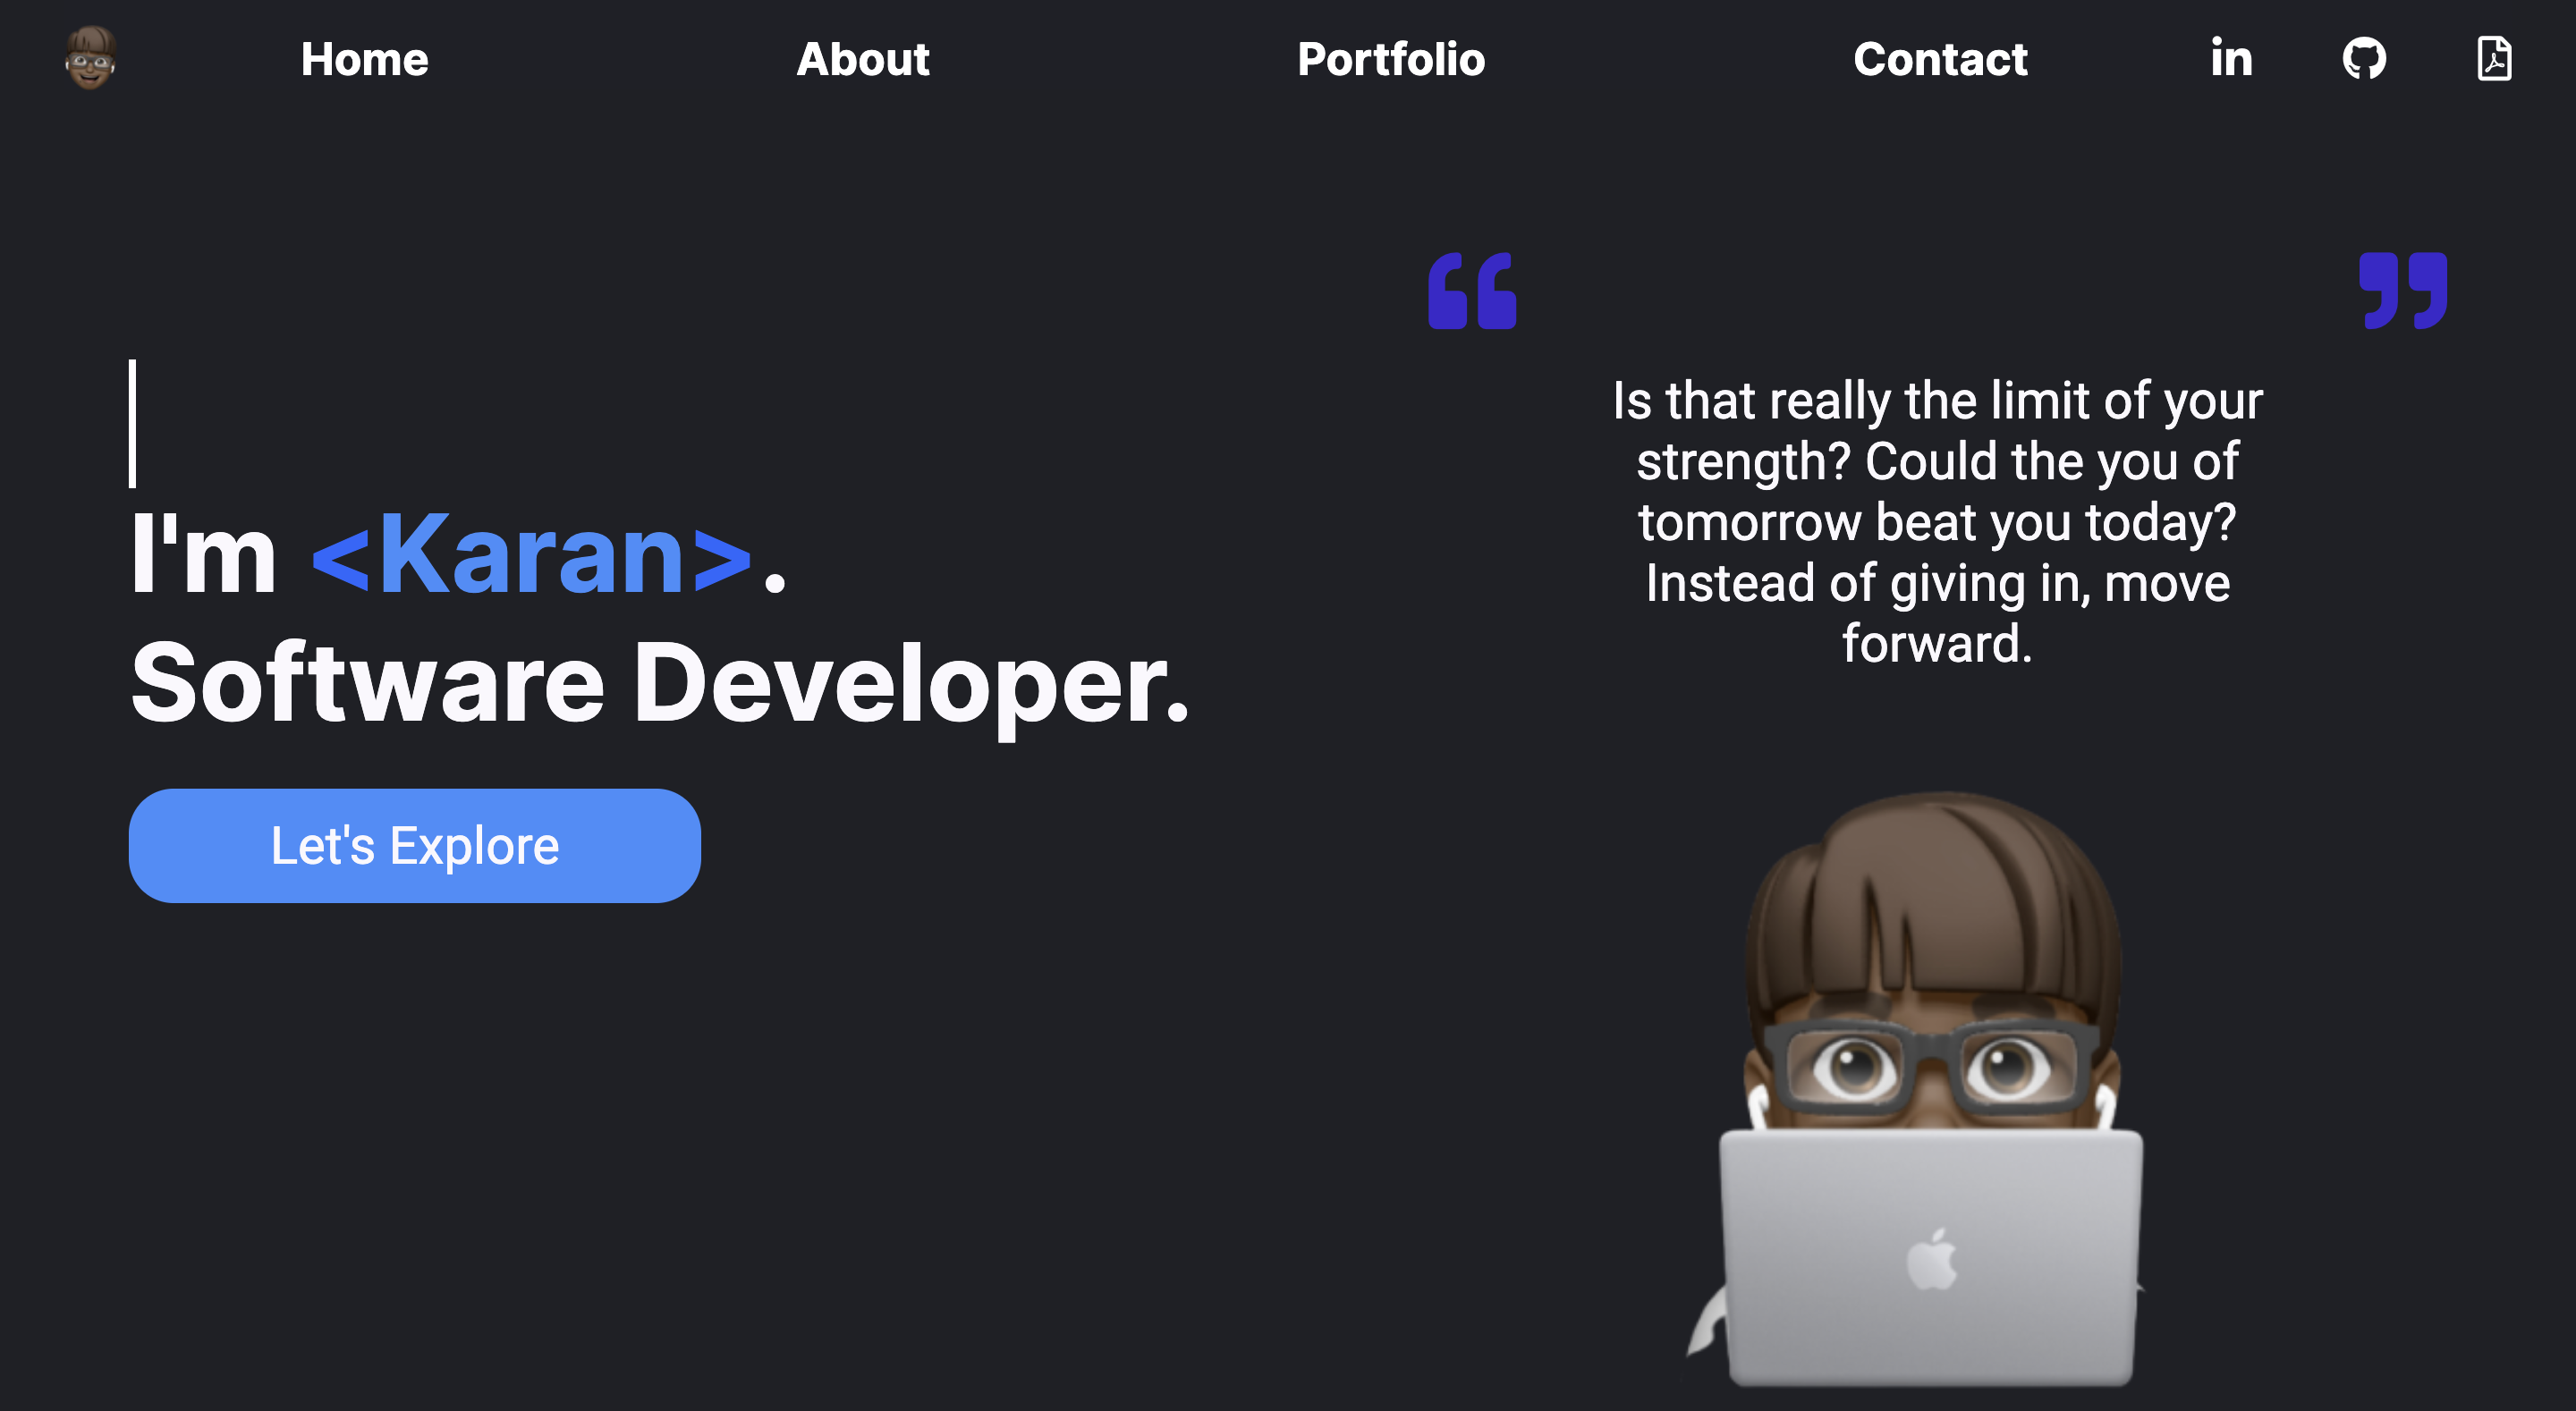 Home
About
Portfolio
Contact
in
“ ”
Is that really the limit of your
strength? Could the you of
tomorrow beat you today?
Instead of giving in, move
forward.
I'm <Karan>.
Software Developer.
Let's Explore